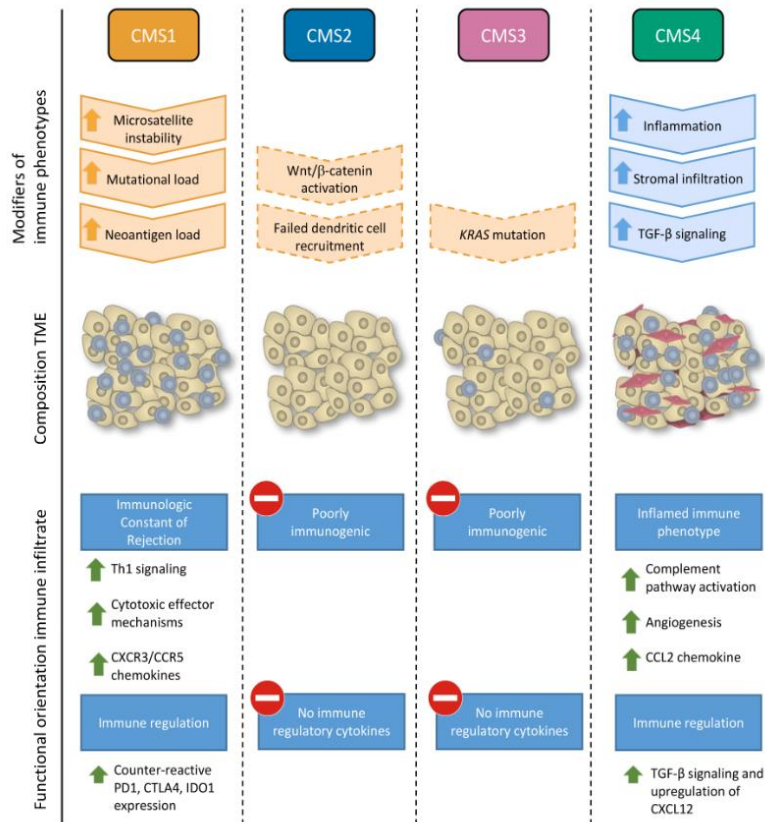 CMS1
CMS2
CMS3
CMS4
Modifiers of
immune phenotypes
Microsatellite
instability
Mutational load
Neoantigen load
Wnt/β-catenin
activation
Failed dendritic cell
recruitment
KRAS mutation
Inflammation
Stromal infiltration
TGF-β signaling
Composition TME
Functional orientation immune infiltrate
Immunologic
Constant of
Rejection
Th1 signaling
Cytotoxic effector
mechanisms
CXCR3/CCR5
chemokines
Immune regulation
Counter-reactive
PD1, CTLA4, IDO1
expression
Poorly
immunogenic
No immune
regulatory cytokines
Poorly
immunogenic
No immune
regulatory cytokines
Inflamed immune
phenotype
Complement
pathway activation
Angiogenesis
CCL2 chemokine
Immune regulation
TGF-β signaling and
upregulation of
CXCL12